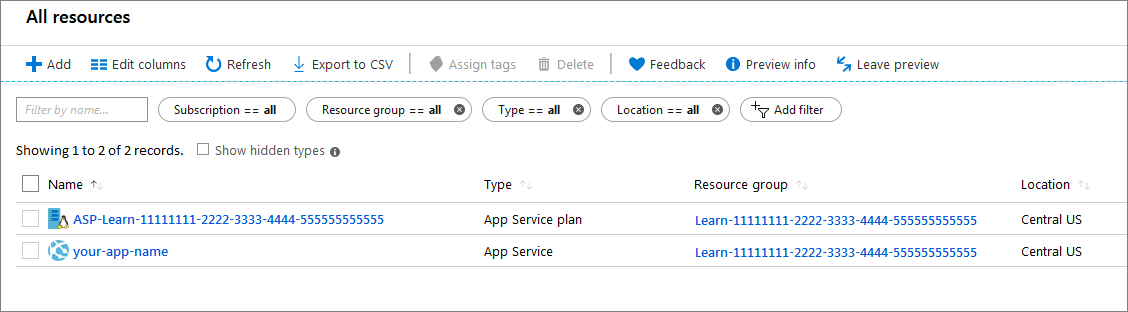 All resources
Add Edit columns Refresh Export to CSV Assign tags Delete Feedback Preview info Leave preview
Filter by name... Subscription == all Resource group == all Type == all Location == all Add filter
Showing 1 to 2 of 2 records. Show hidden types
Name Type Resource group Location
ASP-Learn-11111111-2222-3333-4444-555555555555 App Service plan Learn-11111111-2222-3333-4444-555555555555 Central US
your-app-name App Service Learn-11111111-2222-3333-4444-555555555555 Central US